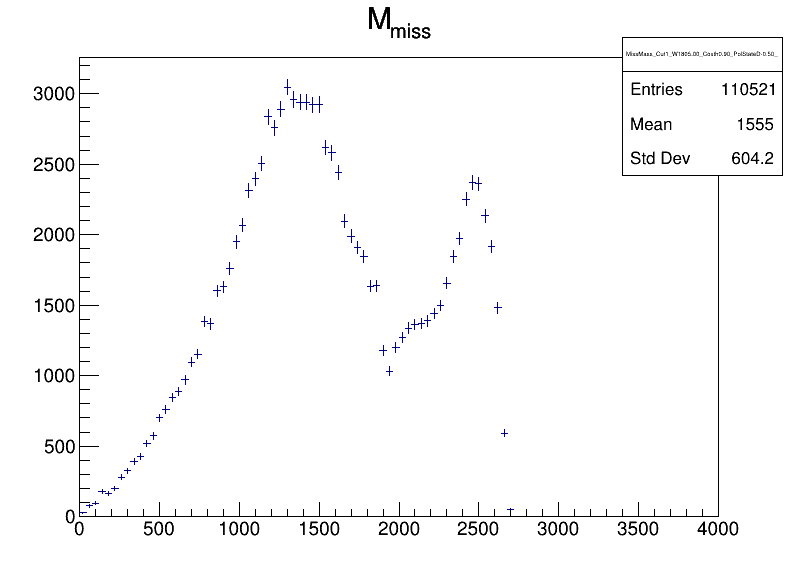 M_miss
MissMass_Cut1_W1805.00_Costh0.90_PolStateD-0.50_
Entries 110521
Mean 1555
Std Dev 604.2
3000
2500
2000
1500
1000
500
0
0 500 1000 1500 2000 2500 3000 3500 4000